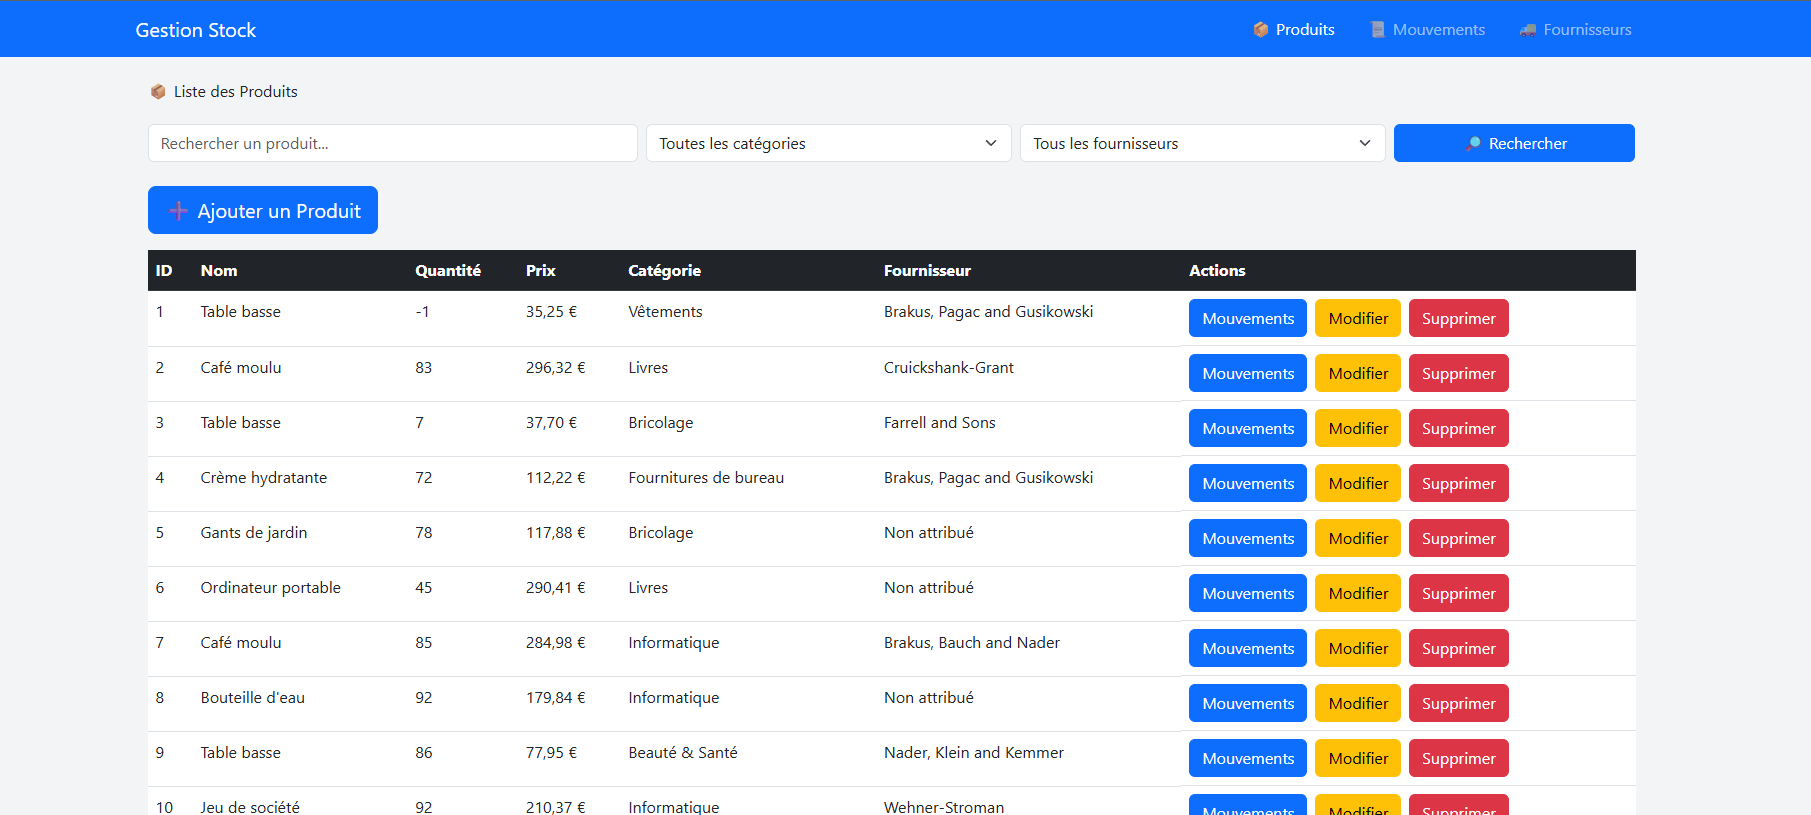 Gestion Stock
📦 Produits 📜 Mouvements 🚚 Fournisseurs
📦 Liste des Produits
Rechercher un produit... Toutes les catégories Tous les fournisseurs 🔎 Rechercher
➕ Ajouter un Produit
ID Nom Quantité Prix Catégorie Fournisseur Actions
1 Table basse -1 35,25 € Vêtements Brakus, Pagac and Gusikowski Mouvements Modifier Supprimer
2 Café moulu 83 296,32 € Livres Cruickshank-Grant Mouvements Modifier Supprimer
3 Table basse 7 37,70 € Bricolage Farrell and Sons Mouvements Modifier Supprimer
4 Crème hydratante 72 112,22 € Fournitures de bureau Brakus, Pagac and Gusikowski Mouvements Modifier Supprimer
5 Gants de jardin 78 117,88 € Bricolage Non attribué Mouvements Modifier Supprimer
6 Ordinateur portable 45 290,41 € Livres Non attribué Mouvements Modifier Supprimer
7 Café moulu 85 284,98 € Informatique Brakus, Bauch and Nader Mouvements Modifier Supprimer
8 Bouteille d'eau 92 179,84 € Informatique Non attribué Mouvements Modifier Supprimer
9 Table basse 86 77,95 € Beauté & Santé Nader, Klein and Kemmer Mouvements Modifier Supprimer
10 Jeu de société 92 210,37 € Informatique Wehner-Stroman Mouvements Modifier Supprimer